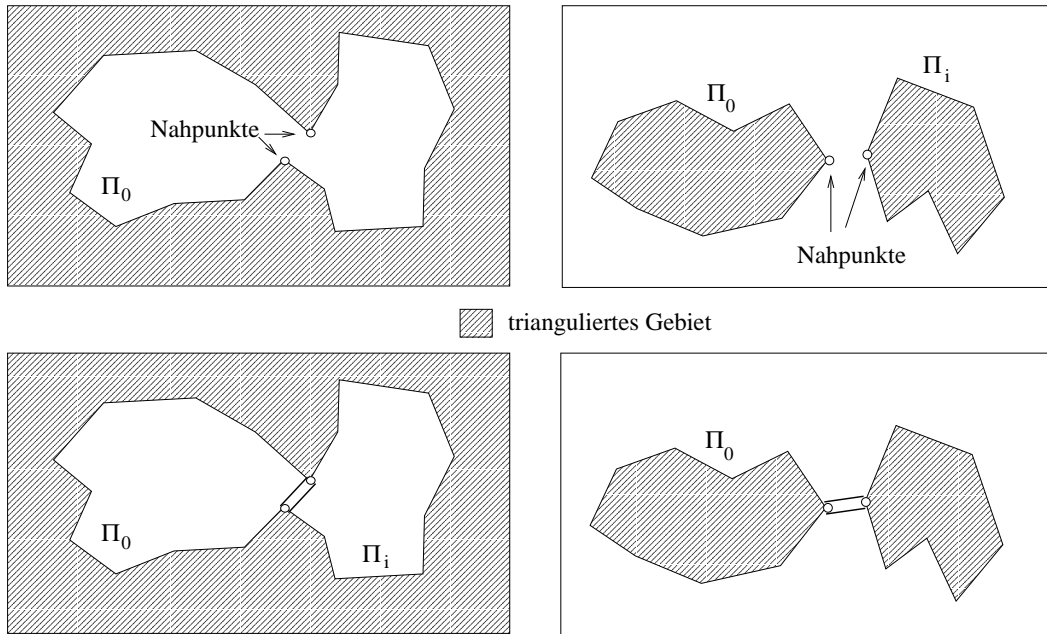 Nahpunkte
Π0
Π0
Πi
Nahpunkte
trianguliertes Gebiet
Π0
Πi
Π0